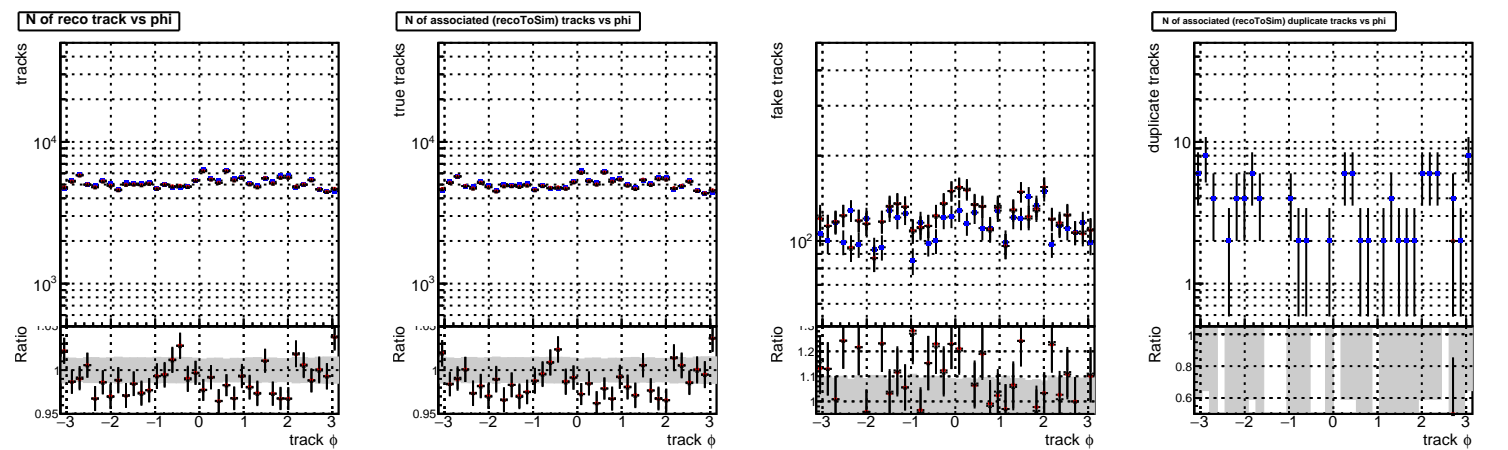 N of reco track vs phi
tracks
10⁴
10³
Ratio
1.05
1
0.95
−3 −2 −1 0 1 2 3
track ϕ
N of associated (recoToSim) tracks vs phi
true tracks
10⁴
10³
Ratio
1.05
1
0.95
−3 −2 −1 0 1 2 3
track ϕ
fake tracks
10²
Ratio
1.3
1.2
1.1
1
−3 −2 −1 0 1 2 3
track ϕ
N of associated (recoToSim) duplicate tracks vs phi
duplicate tracks
10
1
Ratio
1
0.8
0.6
−3 −2 −1 0 1 2 3
track ϕ